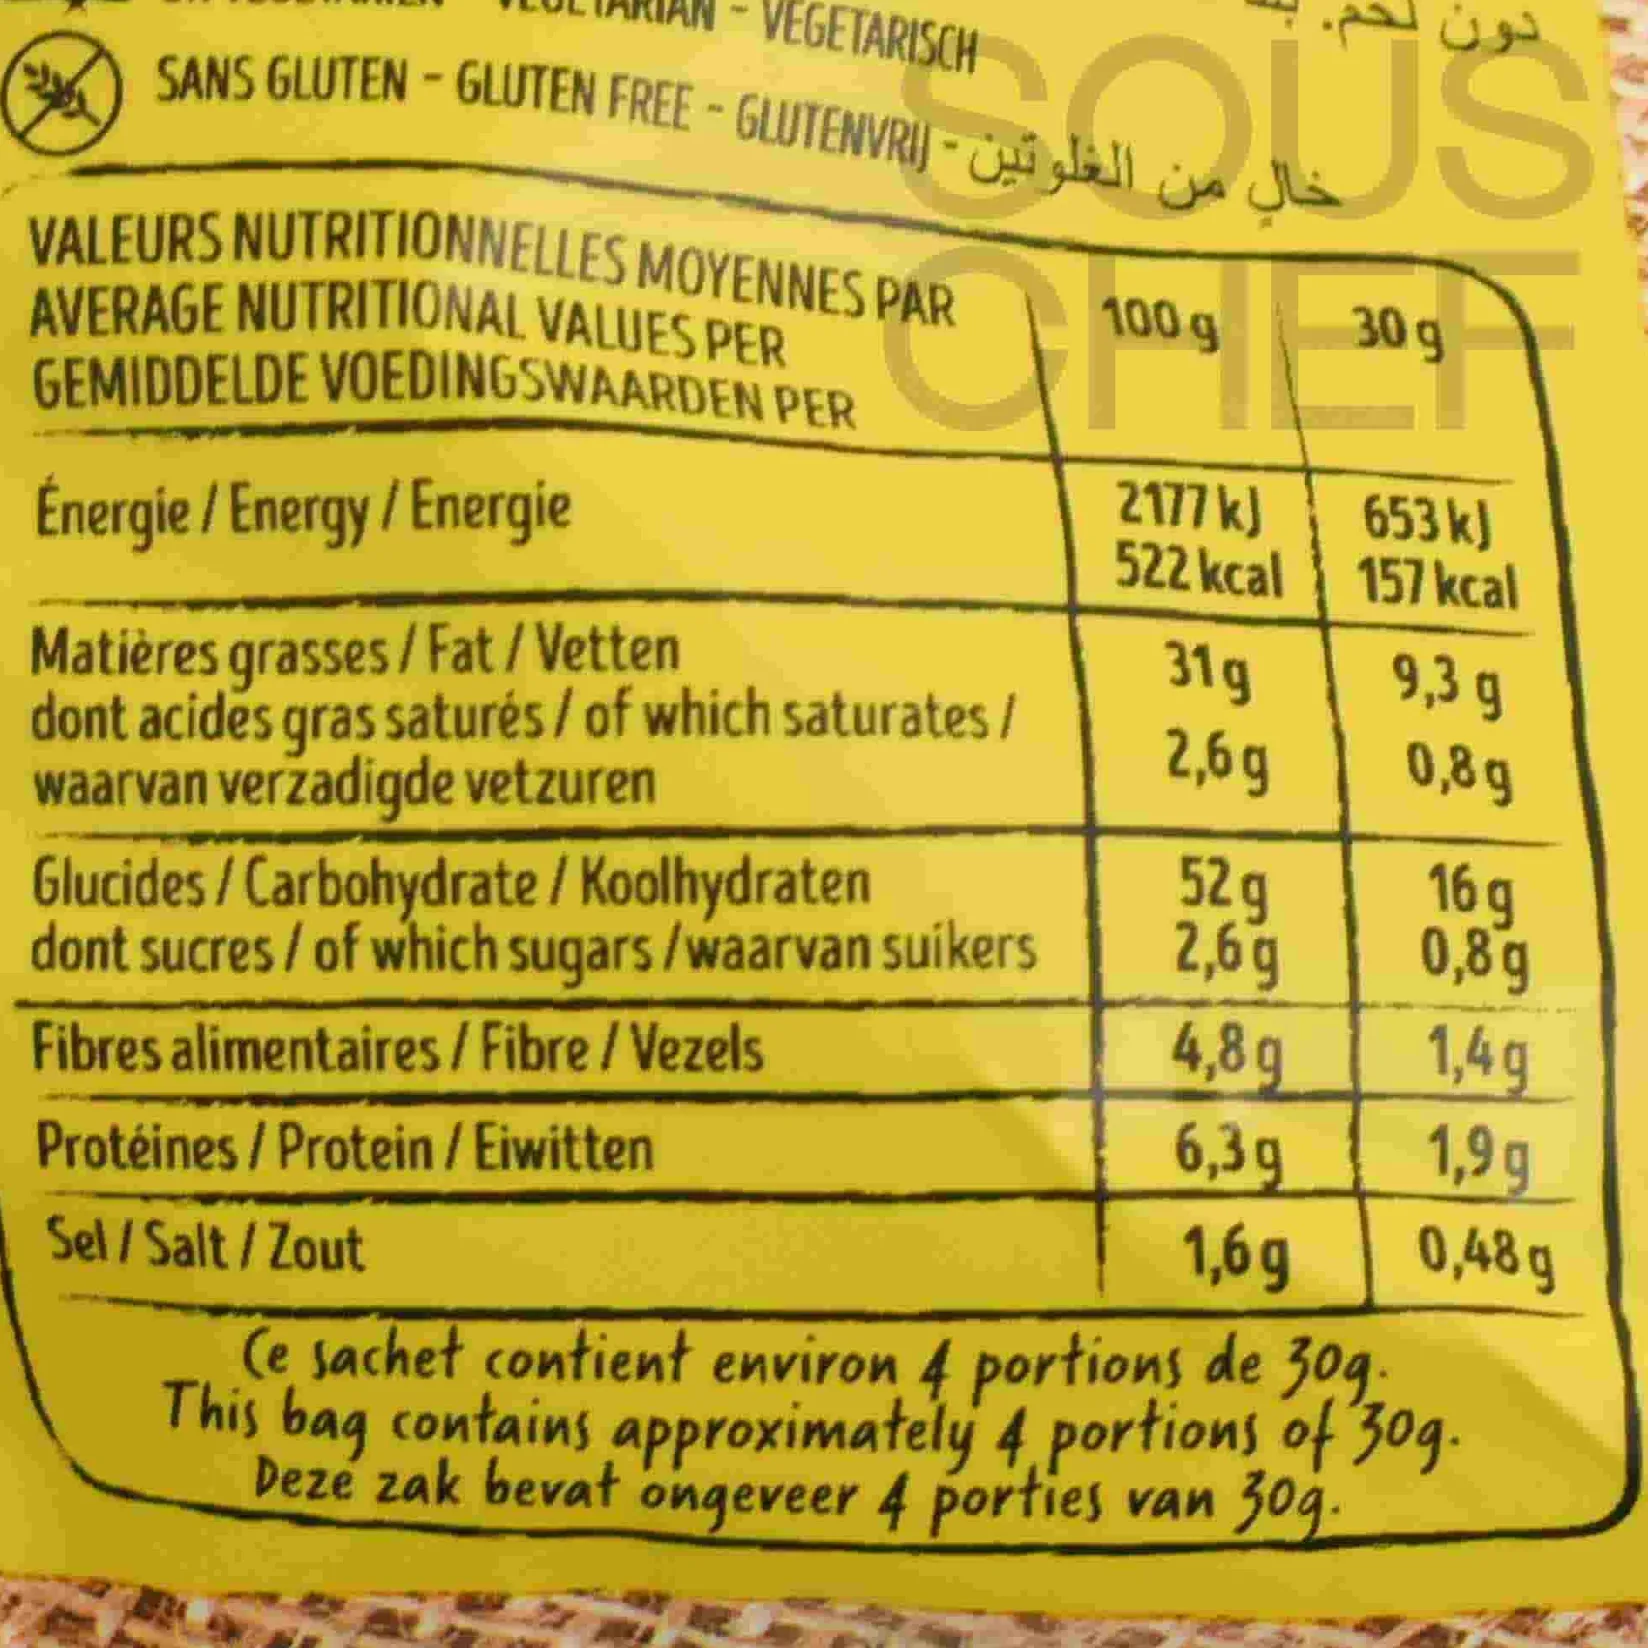 VEGETARIAN - VEGETARISCH
دون لحم.
SANS GLUTEN - GLUTEN FREE - GLUTENVRIJ - خالٍ من الغلوتين
SOUS
CHEF
VALEURS NUTRITIONNELLES MOYENNES PAR
AVERAGE NUTRITIONAL VALUES PER
GEMIDDELDE VOEDINGSWAARDEN PER
100 g 30 g
Énergie / Energy / Energie 2177 kJ 653 kJ
522 kcal 157 kcal
Matières grasses / Fat / Vetten 31 g 9,3 g
dont acides gras saturés / of which saturates / 2,6 g 0,8 g
waarvan verzadigde vetzuren
Glucides / Carbohydrate / Koolhydraten 52 g 16 g
dont sucres / of which sugars / waarvan suikers 2,6 g 0,8 g
Fibres alimentaires / Fibre / Vezels 4,8 g 1,4 g
Protéines / Protein / Eiwitten 6,3 g 1,9 g
Sel / Salt / Zout 1,6 g 0,48 g
Ce sachet contient environ 4 portions de 30g.
This bag contains approximately 4 portions of 30g.
Deze zak bevat ongeveer 4 porties van 30g.